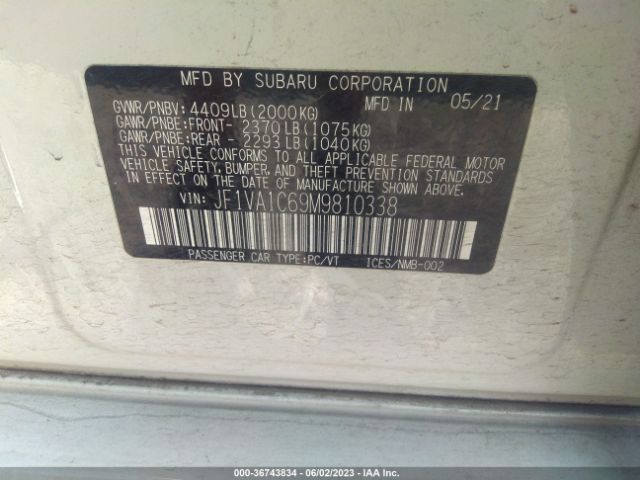 MFD BY SUBARU CORPORATION
GVWR/PNBV: 4409LB(2000KG) MFD IN 05/21
GAWR/PNBE:FRONT- 2370LB(1075KG)
GAWR/PNBE:REAR - 2293LB(1040KG)
THIS VEHICLE CONFORMS TO ALL APPLICABLE FEDERAL MOTOR
VEHICLE SAFETY, BUMPER, AND THEFT PREVENTION STANDARDS
IN EFFECT ON THE DATE OF MANUFACTURE SHOWN ABOVE.
VIN: JF1VA1C69M9810338
PASSENGER CAR TYPE:PC/VT ICES/NMB-002
000-36743834 - 06/02/2023 - IAA Inc.